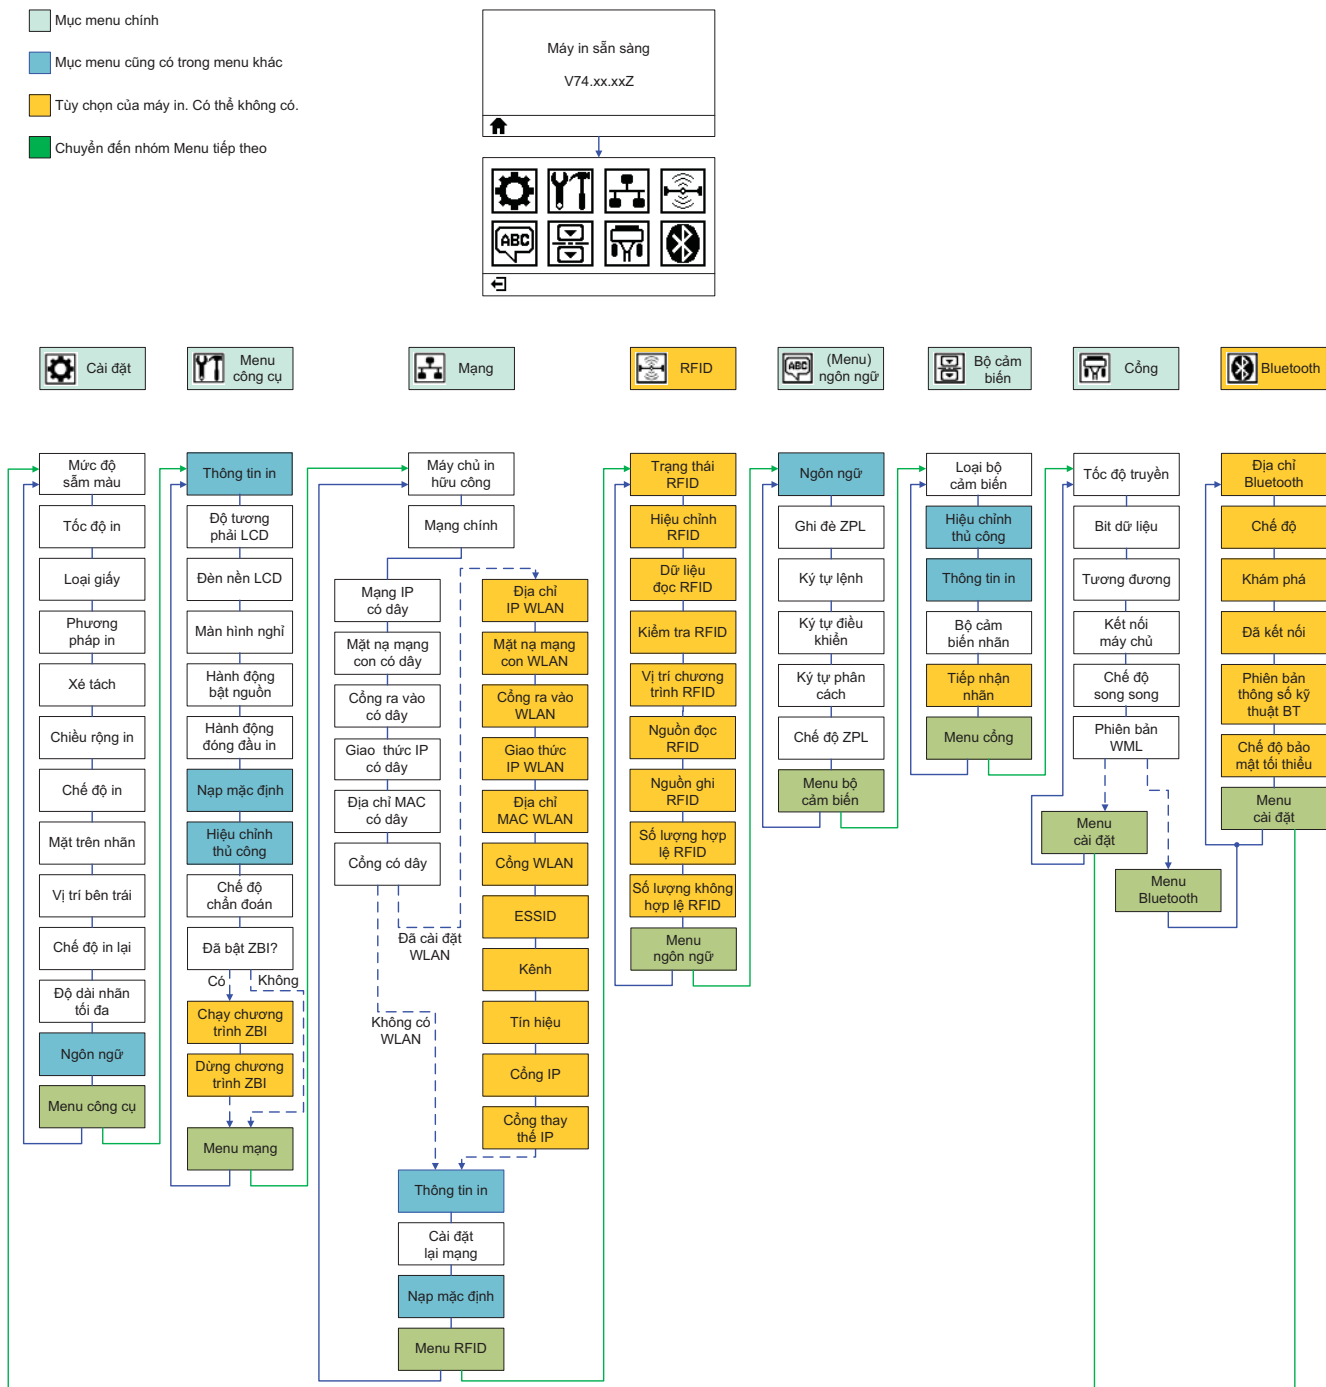 Mục menu chính
Mục menu cũng có trong menu khác
Tùy chọn của máy in. Có thể không có.
Chuyển đến nhóm Menu tiếp theo
Máy in sẵn sàng
V74.xx.xxZ
ABC
Cài đặt
Menu
công cụ
Mạng
RFID
ABC
(Menu)
ngôn ngữ
Bộ cảm
biến
Cổng
Bluetooth
Mức độ
sẫm màu
Tốc độ in
Loại giấy
Phương
pháp in
Xé tách
Chiều rộng in
Chế độ in
Mặt trên nhãn
Vị trí bên trái
Chế độ in lại
Độ dài nhãn
tối đa
Ngôn ngữ
Menu công cụ
Thông tin in
Độ tương
phải LCD
Đèn nền LCD
Màn hình nghỉ
Hành động
bật nguồn
Hành động
đóng đầu in
Nạp mặc định
Hiệu chỉnh
thủ công
Chế độ
chẩn đoán
Đã bật ZBI?
Có
Không
Chạy chương
trình ZBI
Dừng chương
trình ZBI
Menu mạng
Máy chủ in
hữu công
Mạng chính
Mạng IP
có dây
Mặt nạ mạng
con có dây
Cổng ra vào
có dây
Giao thức IP
có dây
Địa chỉ MAC
có dây
Cổng có dây
Đã cài đặt
WLAN
Không có
WLAN
Địa chỉ
IP WLAN
Mặt nạ mạng
con WLAN
Cổng ra vào
WLAN
Giao thức
IP WLAN
Địa chỉ
MAC WLAN
Cổng WLAN
ESSID
Kênh
Tín hiệu
Cổng IP
Cổng thay
thế IP
Thông tin in
Cài đặt
lại mạng
Nạp mặc định
Menu RFID
Trạng thái
RFID
Hiệu chỉnh
RFID
Dữ liệu
đọc RFID
Kiểm tra RFID
Vị trí chương
trình RFID
Nguồn đọc
RFID
Nguồn ghi
RFID
Số lượng hợp
lệ RFID
Số lượng không
hợp lệ RFID
Menu
ngôn ngữ
Ngôn ngữ
Ghi đè ZPL
Ký tự lệnh
Ký tự điều
khiển
Ký tự phân
cách
Chế độ ZPL
Menu bộ
cảm biến
Loại bộ
cảm biến
Hiệu chỉnh
thủ công
Thông tin in
Bộ cảm
biến nhãn
Tiếp nhận
nhãn
Menu cổng
Tốc độ truyền
Bit dữ liệu
Tương đương
Kết nối
máy chủ
Chế độ
song song
Phiên bản
WML
Menu
cài đặt
Menu
Bluetooth
Địa chỉ
Bluetooth
Chế độ
Khám phá
Đã kết nối
Phiên bản
thông số kỹ
thuật BT
Chế độ bảo
mật tối thiểu
Menu
cài đặt